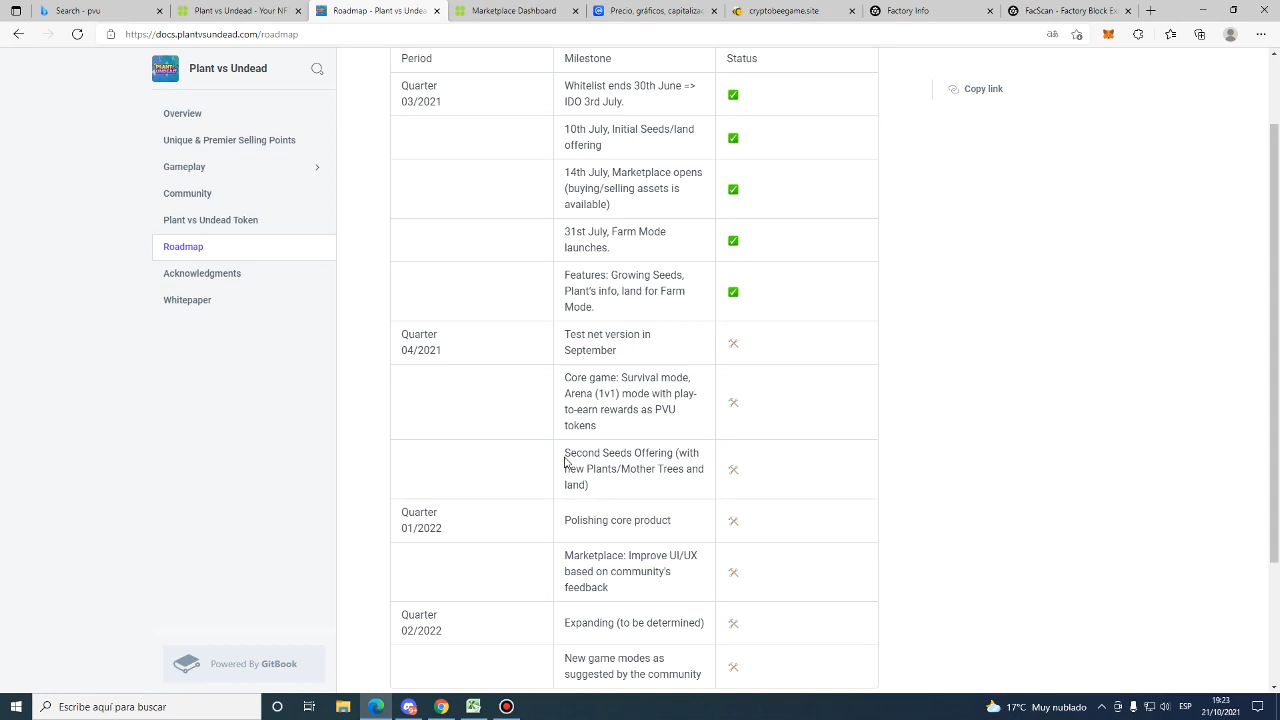 Search - pvu
Plant vs Undead - Your NF
Roadmap - Plant vs Undea
Marketplace Dashboard
Precio, gráficos, capitaliza
cryptobeegamesite
Factory Info
FacScan - Factory Block Ex
https://docs.plantvsundead.com/roadmap
Plant vs Undead
Overview
Unique & Premier Selling Points
Gameplay
Community
Plant vs Undead Token
Roadmap
Acknowledgments
Whitepaper
Powered By GitBook
Copy link
Period
Milestone
Status
Quarter
03/2021
Whitelist ends 30th June =>
IDO 3rd July.
10th July, Initial Seeds/land
offering
14th July, Marketplace opens
(buying/selling assets is
available)
31st July, Farm Mode
launches.
Features: Growing Seeds,
Plant's info, land for Farm
Mode.
Quarter
04/2021
Test net version in
September
Core game: Survival mode,
Arena (1v1) mode with play-
to-earn rewards as PVU
tokens
Second Seeds Offering (with
new Plants/Mother Trees and
land)
Quarter
01/2022
Polishing core product
Marketplace: Improve UI/UX
based on community's
feedback
Quarter
02/2022
Expanding (to be determined)
New game modes as
suggested by the community
Escribe aquí para buscar
17°C Muy nublado
ESP
19:23
21/10/2021